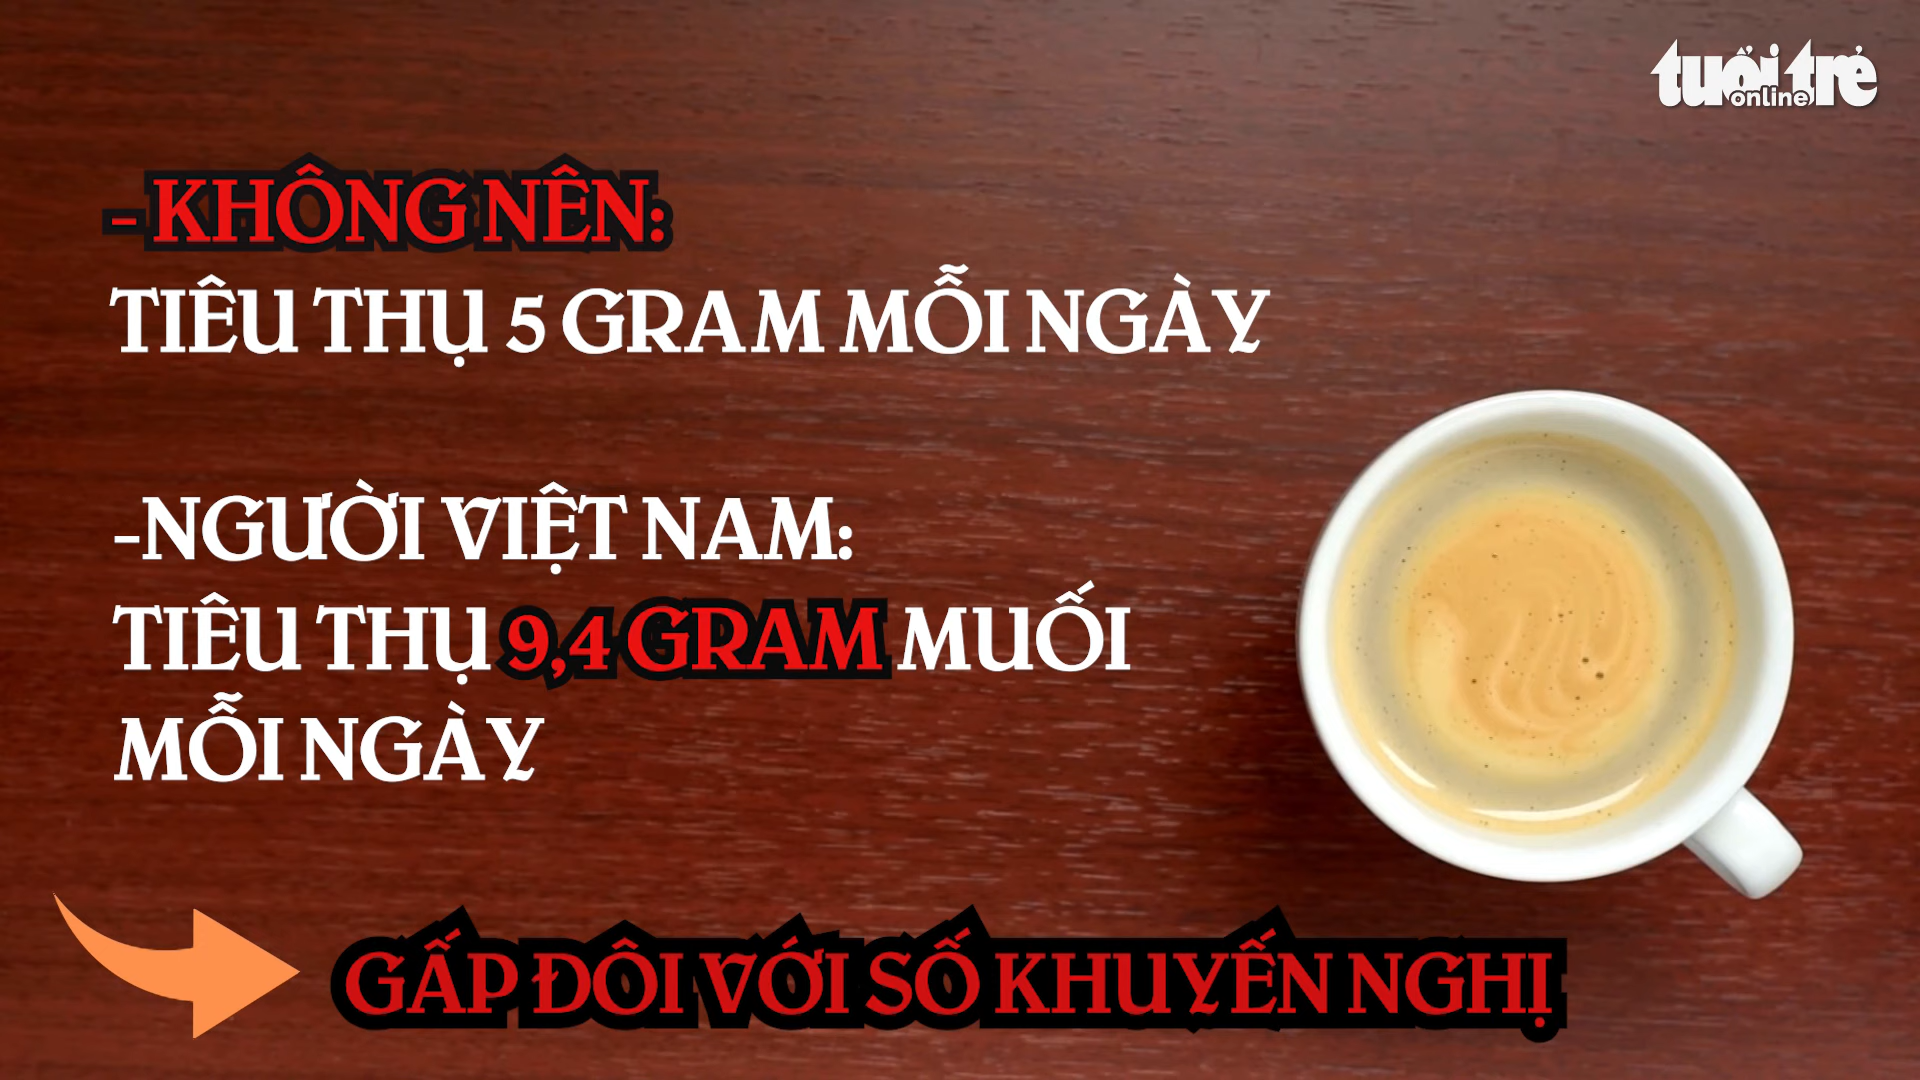 tuổi trẻ
online
- KHÔNG NÊN:
TIÊU THỤ 5 GRAM MỖI NGÀY
-NGƯỜI VIỆT NAM:
TIÊU THỤ 9,4 GRAM MUỐI
MỖI NGÀY
GẤP ĐÔI VỚI SỐ KHUYẾN NGHỊ